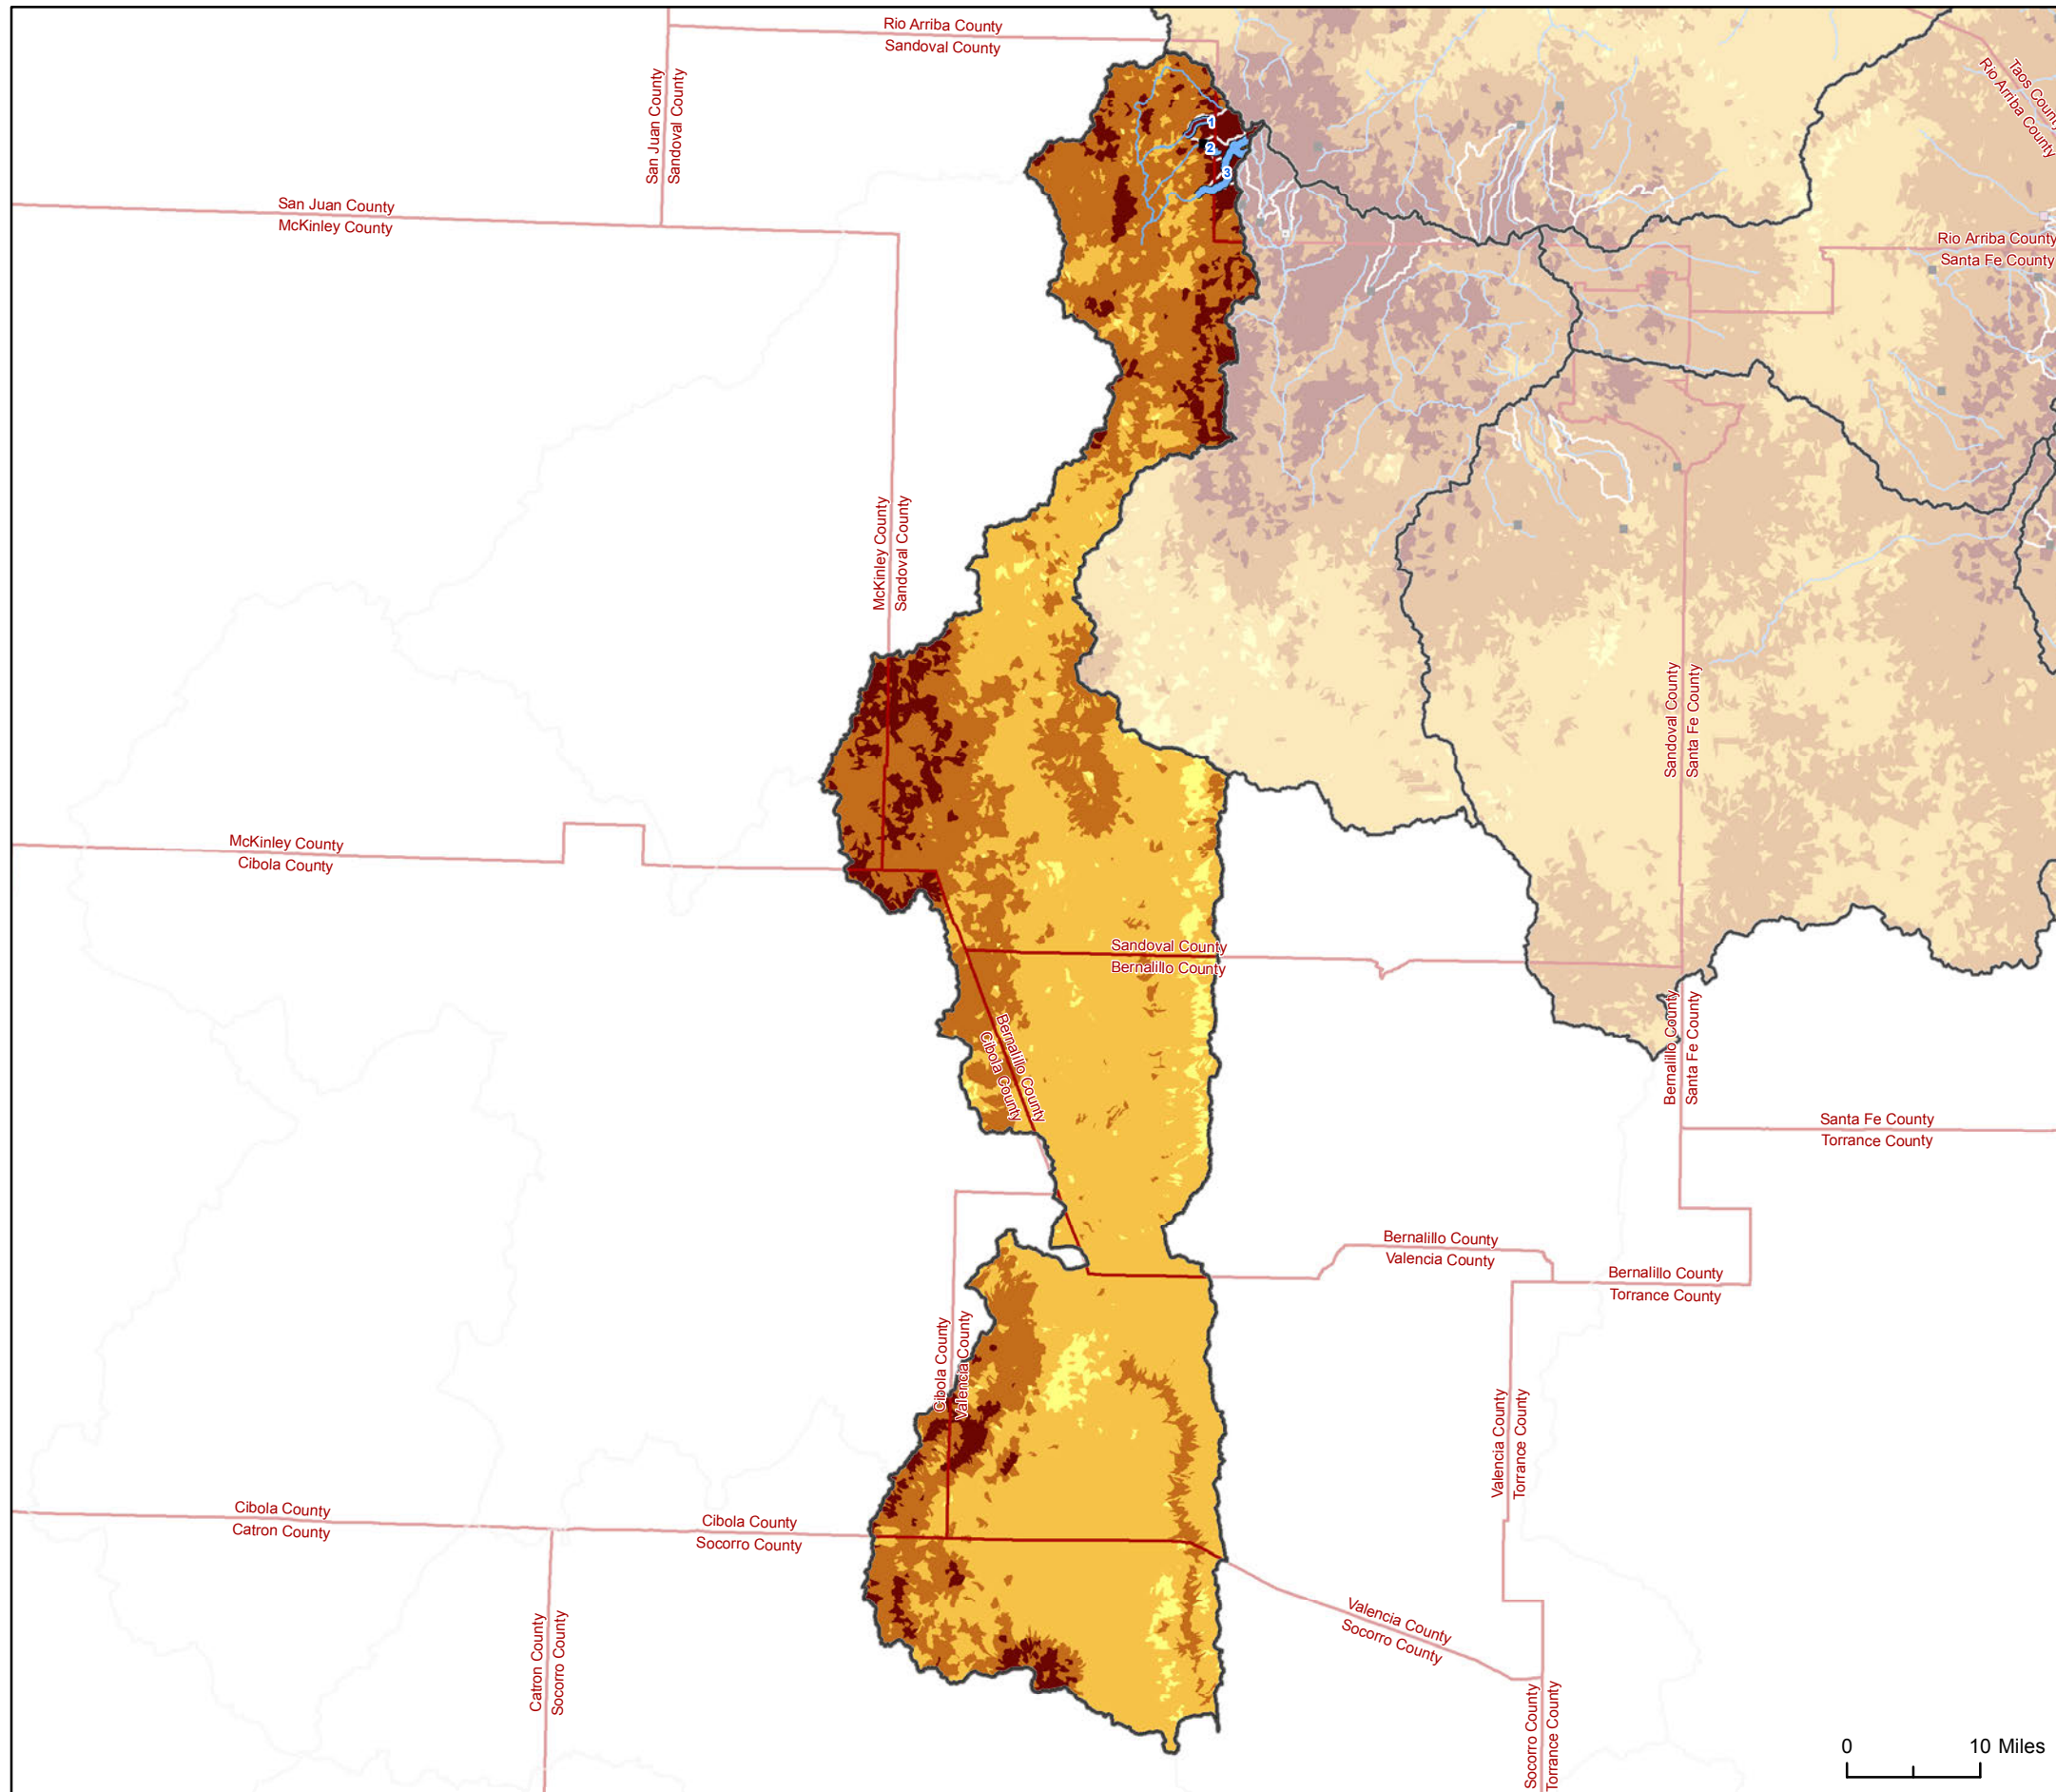 Rio Arriba County
Sandoval County
Taos County
Rio Arriba County
San Juan County
Sandoval County
1
2
3
San Juan County
McKinley County
Rio Arriba County
Santa Fe County
McKinley County
Sandoval County
Sandoval County
Santa Fe County
McKinley County
Cibola County
Sandoval County
Bernalillo County
Bernalillo County
Cibola County
Bernalillo County
Santa Fe County
Santa Fe County
Torrance County
Bernalillo County
Valencia County
Bernalillo County
Torrance County
Cibola County
Valencia County
Valencia County
Torrance County
Cibola County
Catron County
Cibola County
Socorro County
Catron County
Socorro County
Valencia County
Socorro County
Socorro County
Torrance County
0 10 Miles